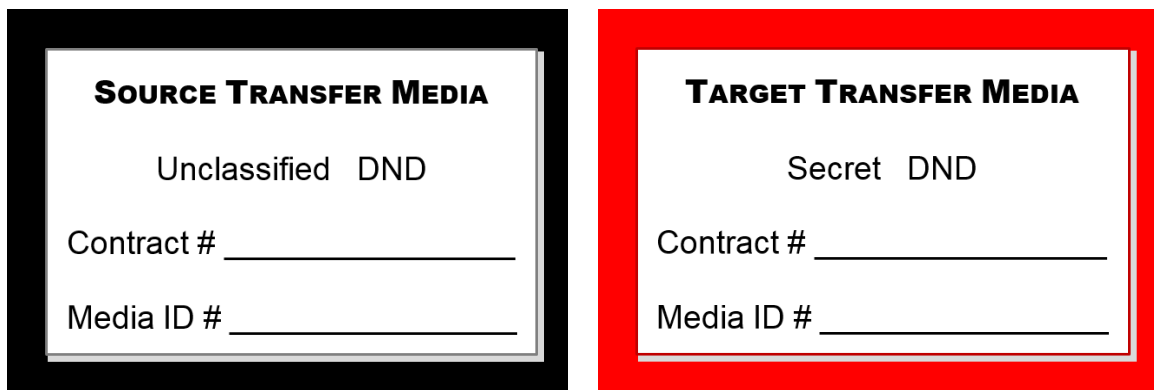 SOURCE TRANSFER MEDIA
Unclassified DND
Contract # ________________
Media ID # ________________
TARGET TRANSFER MEDIA
Secret DND
Contract # ________________
Media ID # ________________